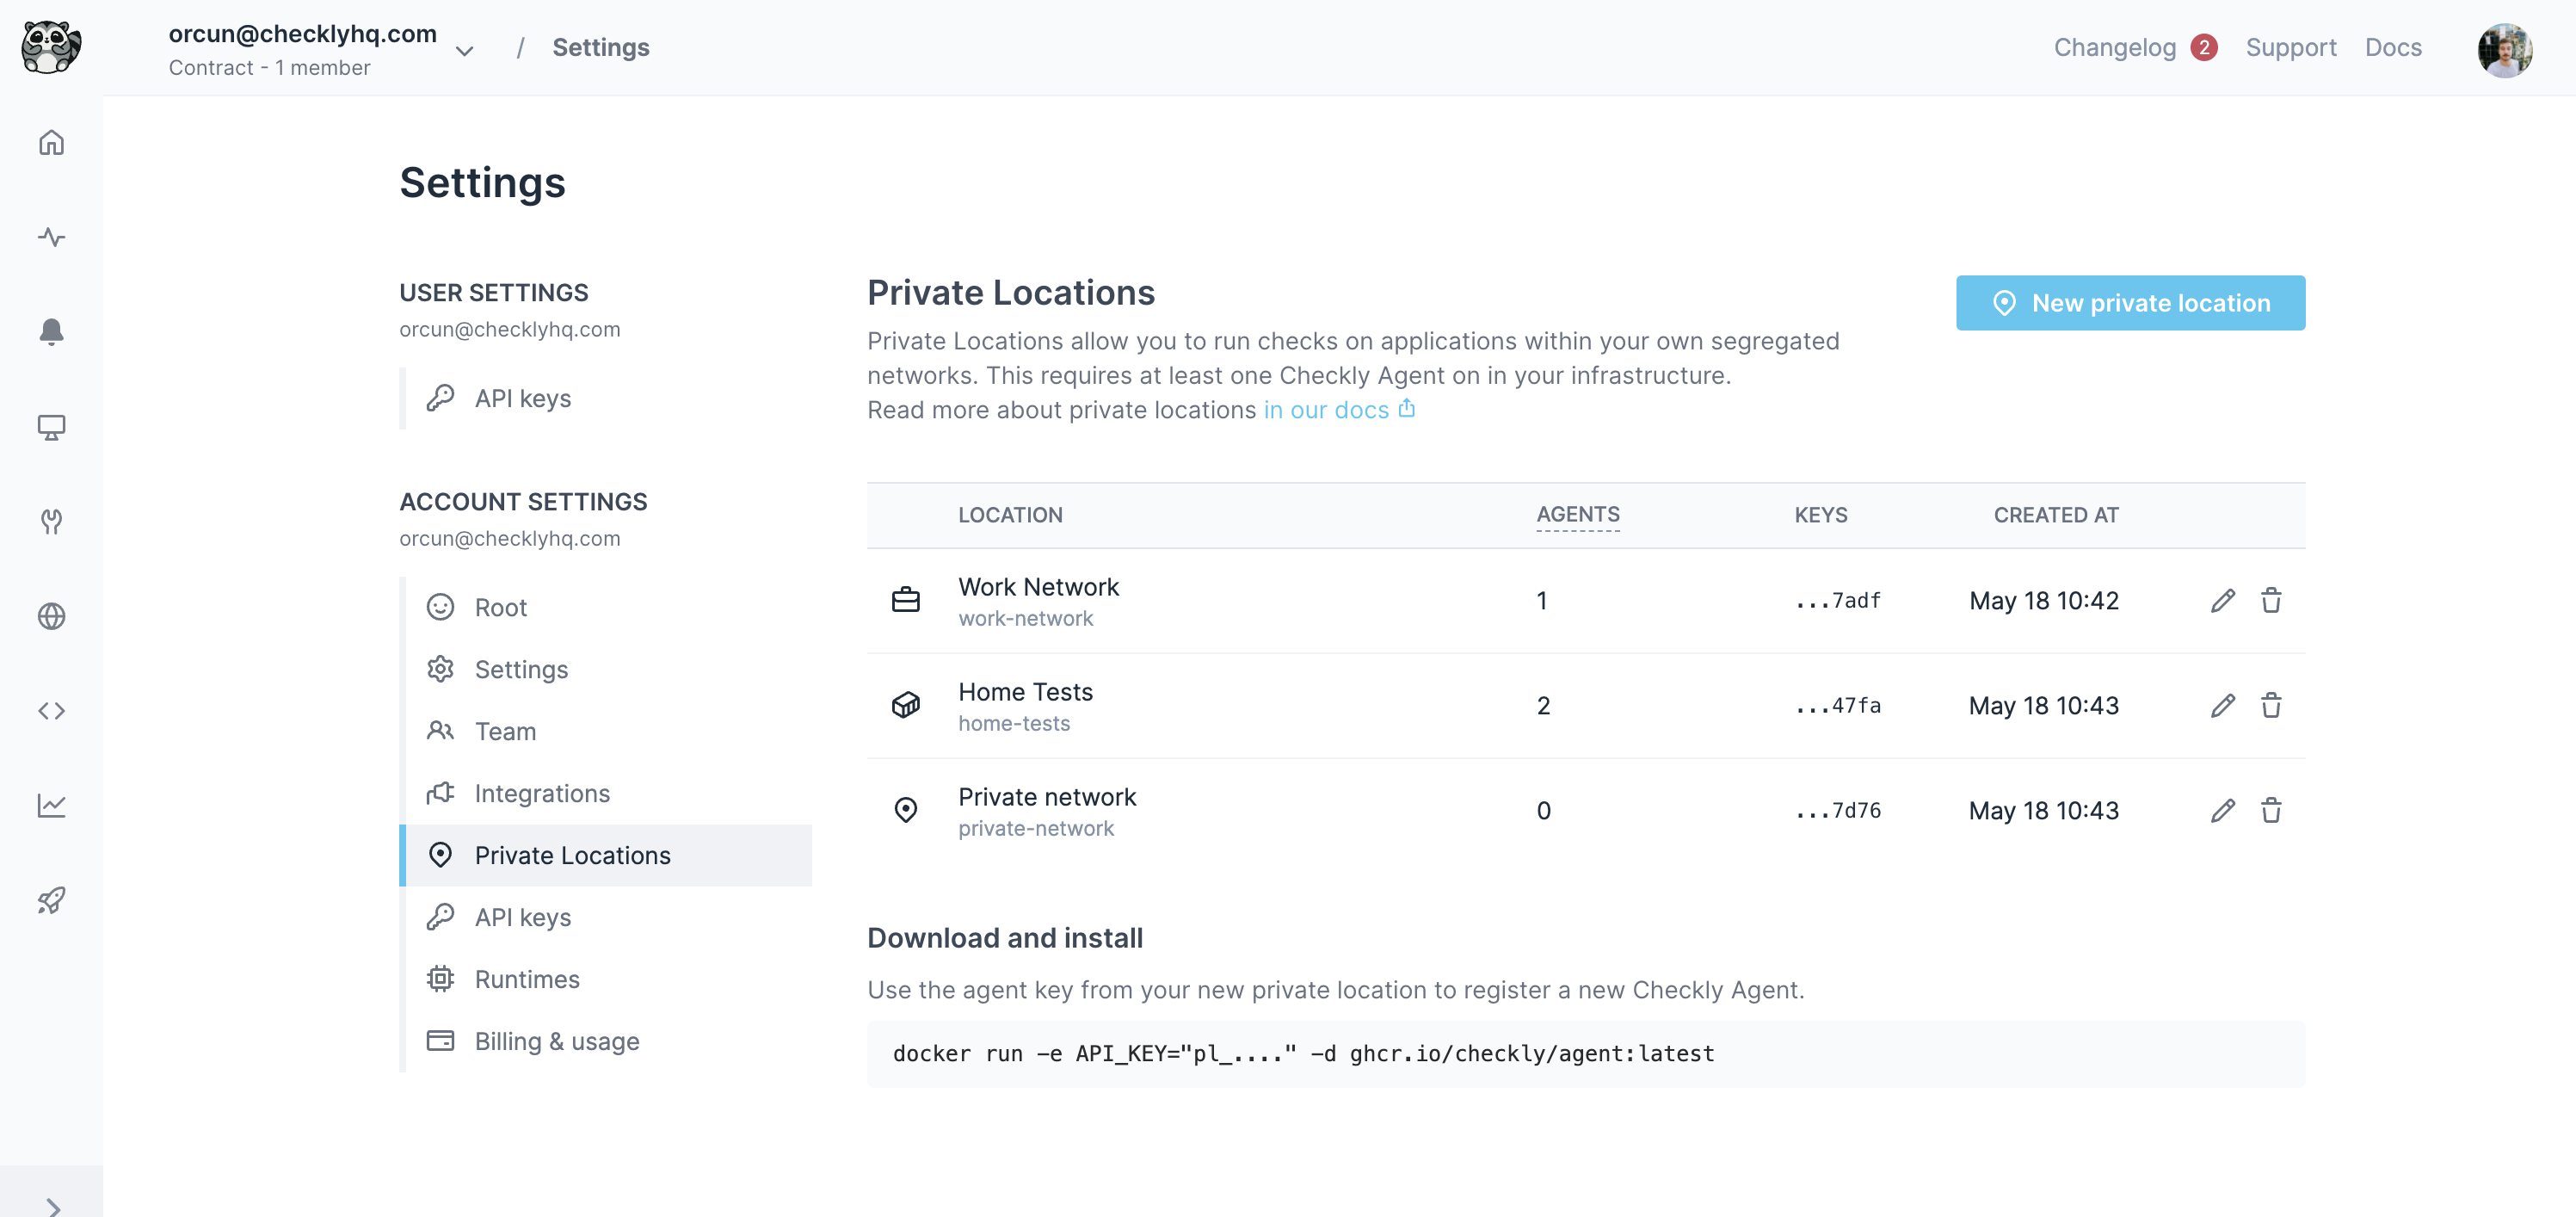 orcun@checklyhq.com
Contract - 1 member
/ Settings
Changelog 2 Support Docs
Settings
USER SETTINGS
orcun@checklyhq.com
API keys
ACCOUNT SETTINGS
orcun@checklyhq.com
Root
Settings
Team
Integrations
Private Locations
API keys
Runtimes
Billing & usage
Private Locations
New private location
Private Locations allow you to run checks on applications within your own segregated
networks. This requires at least one Checkly Agent on in your infrastructure.
Read more about private locations in our docs
LOCATION AGENTS KEYS CREATED AT
Work Network
work-network
1 ...7adf May 18 10:42
Home Tests
home-tests
2 ...47fa May 18 10:43
Private network
private-network
0 ...7d76 May 18 10:43
Download and install
Use the agent key from your new private location to register a new Checkly Agent.
docker run -e API_KEY="pl_...." -d ghcr.io/checkly/agent:latest